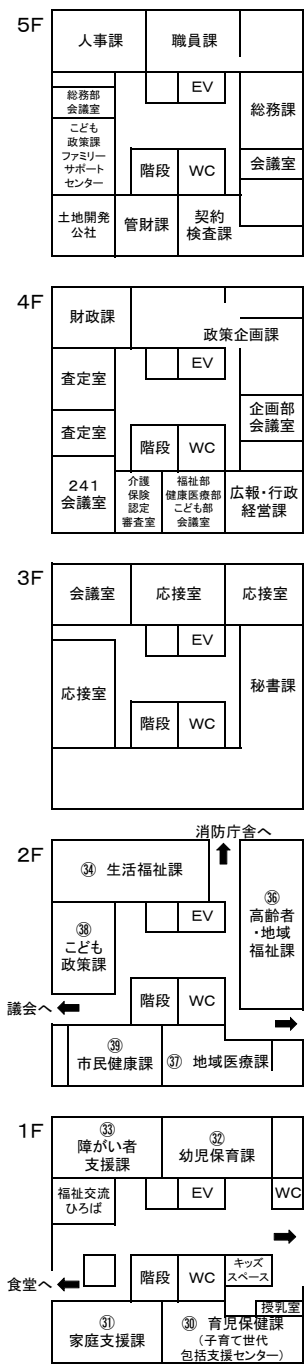 5F
人事課
職員課
EV
総務部
会議室
総務課
こども
政策課
ファミリー
サポート
センター
階段
WC
会議室
土地開発
公社
管財課
契約
検査課
4F
財政課
政策企画課
EV
査定室
企画部
会議室
査定室
階段
WC
241
会議室
介護
保険
認定
審査室
福祉部
健康医療部
こども部
会議室
広報・行政
経営課
3F
会議室
応接室
応接室
EV
応接室
秘書課
階段
WC
消防庁舎へ
2F
㉞ 生活福祉課
㊱
高齢者
・地域
福祉課
㊳
こども
政策課
EV
議会へ
階段
WC
㊴
市民健康課
㊲ 地域医療課
1F
㉝
障がい者
支援課
㉜
幼児保育課
福祉交流
ひろば
EV
WC
食堂へ
階段
WC
キッズ
スペース
授乳室
㉛
家庭支援課
㉚ 育児保健課
(子育て世代
包括支援センター)